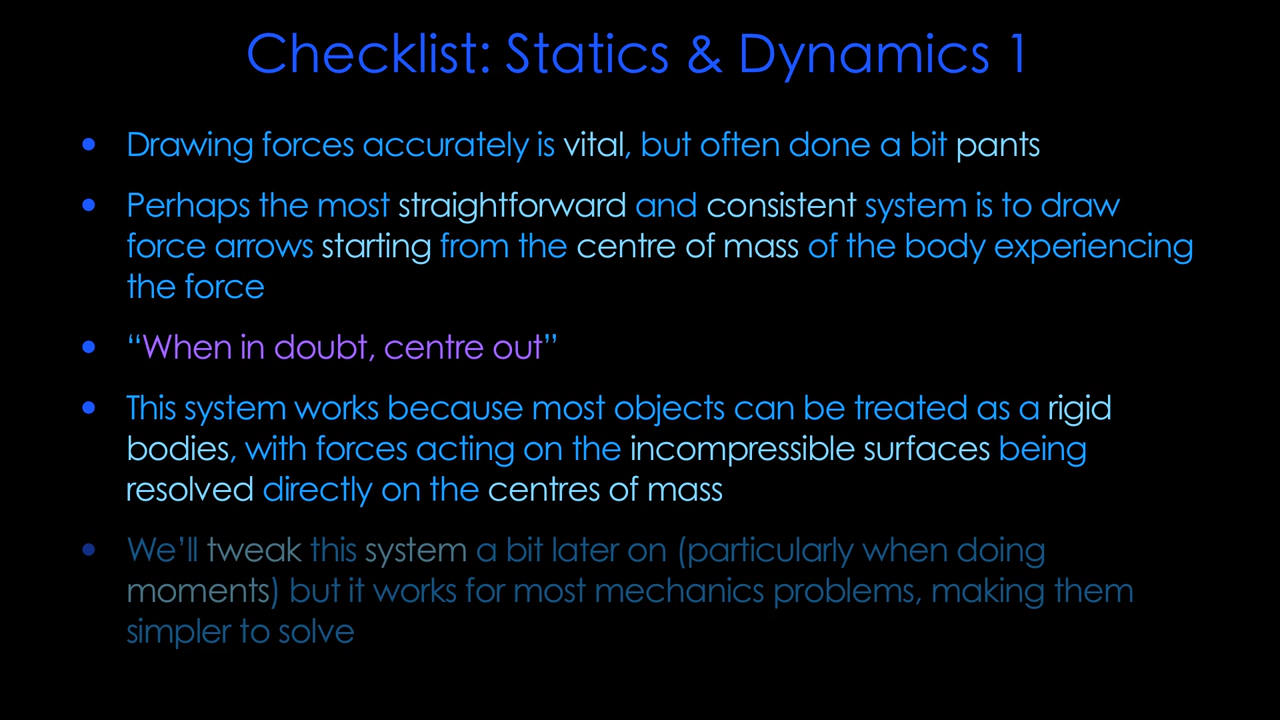 Checklist: Statics & Dynamics 1
• Drawing forces accurately is vital, but often done a bit pants
• Perhaps the most straightforward and consistent system is to draw
force arrows starting from the centre of mass of the body experiencing
the force
• “When in doubt, centre out”
• This system works because most objects can be treated as a rigid
bodies, with forces acting on the incompressible surfaces being
resolved directly on the centres of mass
• We’ll tweak this system a bit later on (particularly when doing
moments) but it works for most mechanics problems, making them
simpler to solve